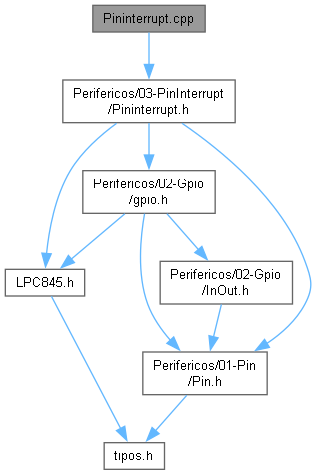 Pininterrupt.cpp
Perifericos/03-PinInterrupt
/Pininterrupt.h
Perifericos/02-Gpio
/gpio.h
LPC845.h
Perifericos/02-Gpio
/InOut.h
Perifericos/01-Pin
/Pin.h
tipos.h